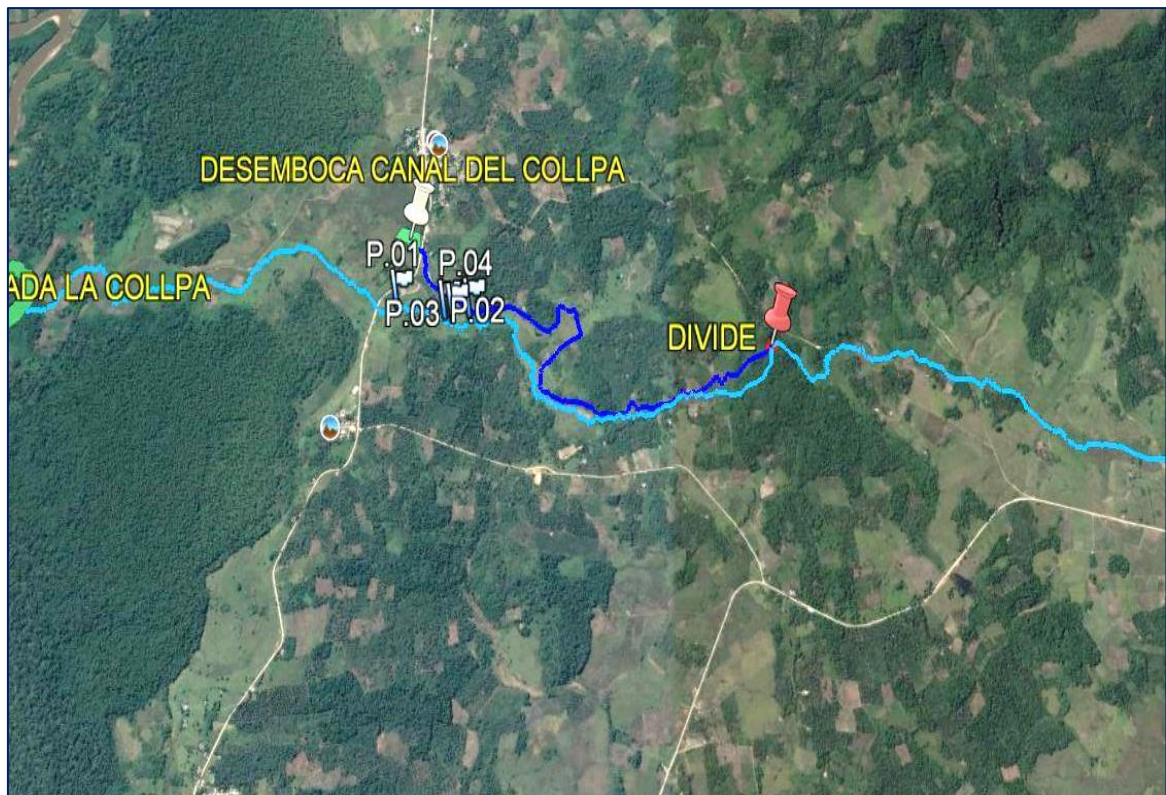 DESEMBOCA CANAL DEL COLLPA
P.01
P.04
ADA LA COLLPA
P.03
P.02
DIVIDE